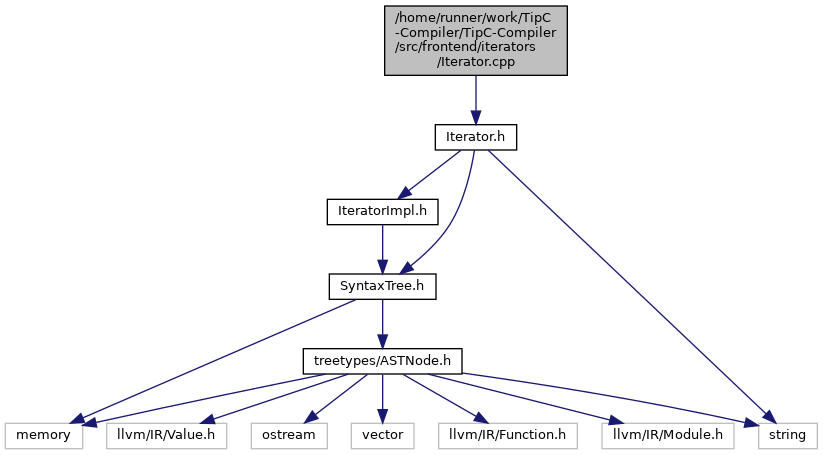 /home/runner/work/TipC
-Compiler/TipC-Compiler
/src/frontend/iterators
/Iterator.cpp
Iterator.h
IteratorImpl.h
SyntaxTree.h
treetypes/ASTNode.h
memory
llvm/IR/Value.h
ostream
vector
llvm/IR/Function.h
llvm/IR/Module.h
string